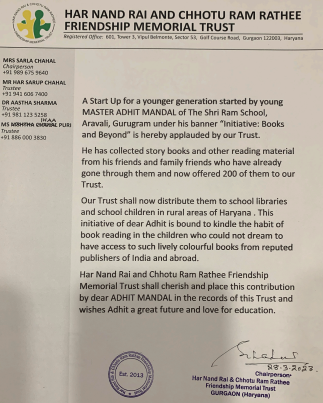 HAR NAND RAI AND CHHOTU RAM RATHEE
FRIENDSHIP MEMORIAL TRUST
Registered Office: 601, Tower 3, Vipul Belmonte, Sector 53, Golf Course Road, Gurgaon 122003, Haryana
MRS SARLA CHAHAL
Chairperson
+91 989 675 9640
MR HAR SARUP CHAHAL
Trustee
+91 941 606 7400
DR AASTHA SHARMA
Trustee
+91 981 123 5258
MS CHAHAL PURI
Trustee
+91 886 000 3830
A Start Up for a younger generation started by young
MASTER ADHIT MANDAL of The Shri Ram School,
Aravali, Gurugram under his banner "Initiative: Books
and Beyond" is hereby applauded by our Trust.
He has collected story books and other reading material
from his friends and family friends who have already
gone through them and now offered 200 of them to our
Trust.
Our Trust shall now distribute them to school libraries
and school children in rural areas of Haryana . This
initiative of dear Adhit is bound to kindle the habit of
book reading in the children who could not dream to
have access to such lively colourful books from reputed
publishers of India and abroad.
Har Nand Rai and Chhotu Ram Rathee Friendship
Memorial Trust shall cherish and place this contribution
by dear ADHIT MANDAL in the records of this Trust and
wishes Adhit a great future and love for education.
28-3-2023.
Chairperson
Har Nand Rai & Chhotu Ram Rathee
Friendship Memorial Trust
GURGAON (Haryana)
Est. 2013